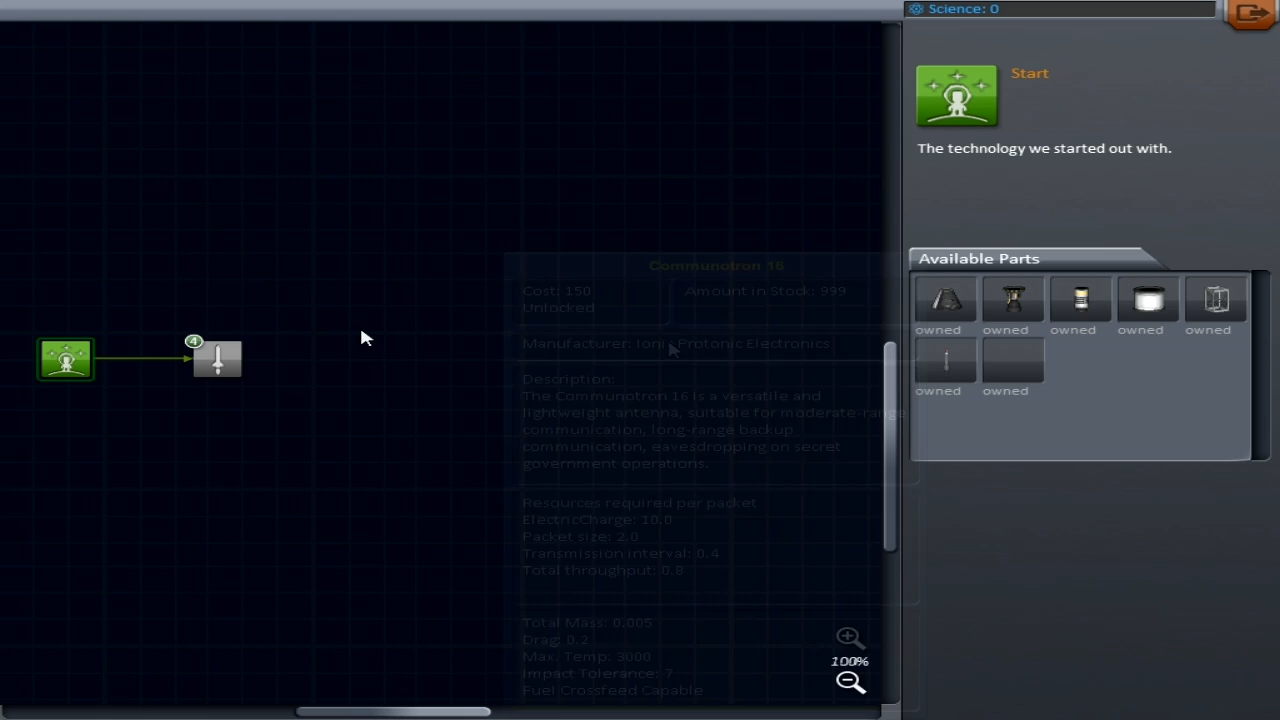 Science: 0
Start
The technology we started out with.
Available Parts
owned owned owned owned owned
owned owned
4
Communotron 16
Cost: 150 Amount in Stock: 999
Unlocked
Manufacturer: Ionic Protonic Electronics
Description:
The Communotron 16 is a versatile and
lightweight antenna, suitable for moderate-range
communication, long-range backup
communication, eavesdropping on secret
government operations.
Resources required per packet
ElectricCharge: 10.0
Packet size: 2.0
Transmission interval: 0.4
Total throughput: 0.8
Total Mass: 0.005
Drag: 0.2
Max. Temp: 3000
Impact Tolerance: 7
Fuel Crossfeed Capable
100%